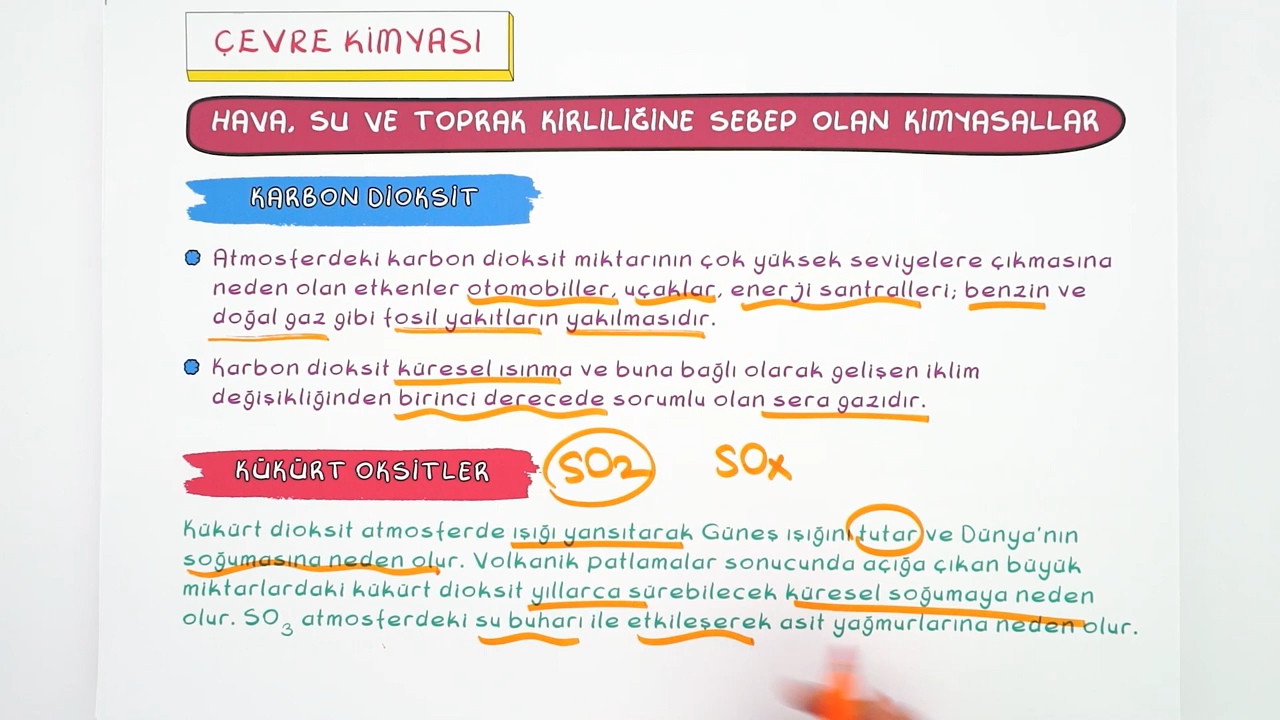 ÇEVRE KİMYASI
HAVA, SU VE TOPRAK KİRLİLİĞİNE SEBEP OLAN KİMYASALLAR
KARBON DİOKSİT
Atmosferdeki karbon dioksit miktarının çok yüksek seviyelere çıkmasına
neden olan etkenler otomobiller, uçaklar, enerji santralleri; benzin ve
doğal gaz gibi fosil yakıtların yakılmasıdır.
Karbon dioksit küresel ısınma ve buna bağlı olarak gelişen iklim
değişikliğinden birinci derecede sorumlu olan sera gazıdır.
KÜKÜRT OKSİTLER SO2 SOx
Kükürt dioksit atmosferde ışığı yansıtarak Güneş ışığını tutar ve Dünya'nın
soğumasına neden olur. Volkanik patlamalar sonucunda açığa çıkan büyük
miktarlardaki kükürt dioksit yıllarca sürebilecek küresel soğumaya neden
olur. SO3 atmosferdeki su buharı ile etkileşerek asit yağmurlarına neden olur.